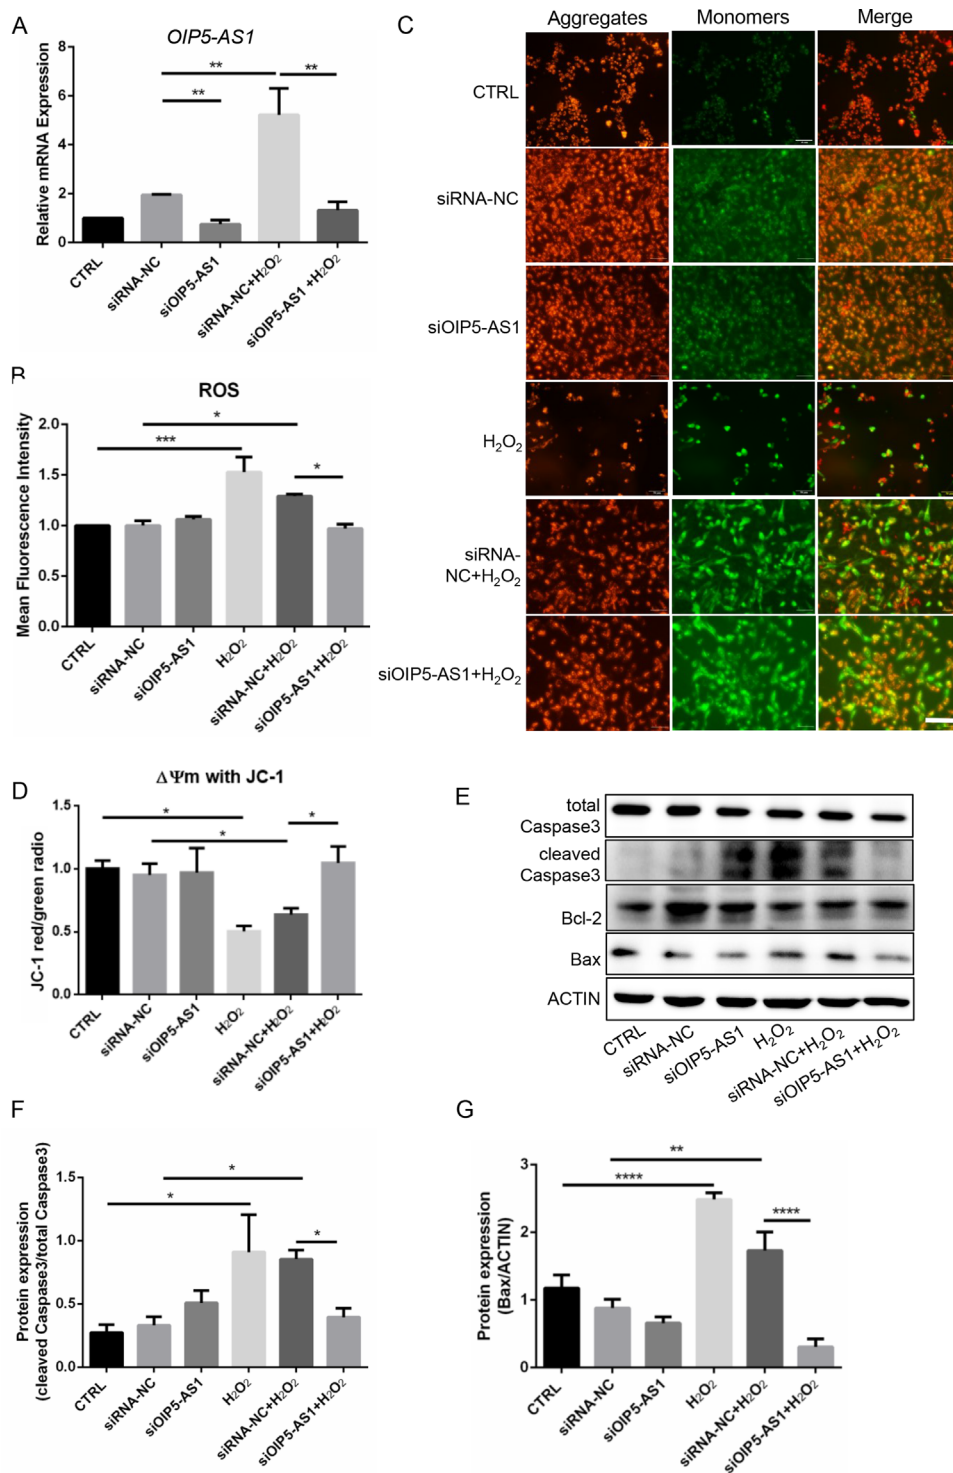 A
OIP5-AS1
Relative mRNA Expression
8
6
4
2
0
**
**
**
CTRL
siRNA-NC
siOIP5-AS1
siRNA-NC+H₂O₂
siOIP5-AS1 +H₂O₂
B
ROS
Mean Fluorescence Intensity
2.0
1.5
1.0
0.5
0.0
*
***
*
CTRL
siRNA-NC
siOIP5-AS1
H₂O₂
siRNA-NC+H₂O₂
siOIP5-AS1+H₂O₂
C
Aggregates
Monomers
Merge
CTRL
siRNA-NC
siOIP5-AS1
H₂O₂
siRNA-
NC+H₂O₂
siOIP5-AS1+H₂O₂
D
ΔΨm with JC-1
JC-1 red/green radio
1.5
1.0
0.5
0.0
*
*
*
CTRL
siRNA-NC
siOIP5-AS1
H₂O₂
siRNA-NC+H₂O₂
siOIP5-AS1+H₂O₂
E
total
Caspase3
cleaved
Caspase3
Bcl-2
Bax
ACTIN
CTRL
siRNA-NC
siOIP5-AS1
H₂O₂
siRNA-NC+H₂O₂
siOIP5-AS1+H₂O₂
F
Protein expression
(cleaved Caspase3/total Caspase3)
1.5
1.0
0.5
0.0
*
*
*
CTRL
siRNA-NC
siOIP5-AS1
H₂O₂
siRNA-NC+H₂O₂
siOIP5-AS1+H₂O₂
G
Protein expression
(Bax/ACTIN)
3
2
1
0
**
****
****
CTRL
siRNA-NC
siOIP5-AS1
H₂O₂
siRNA-NC+H₂O₂
siOIP5-AS1+H₂O₂